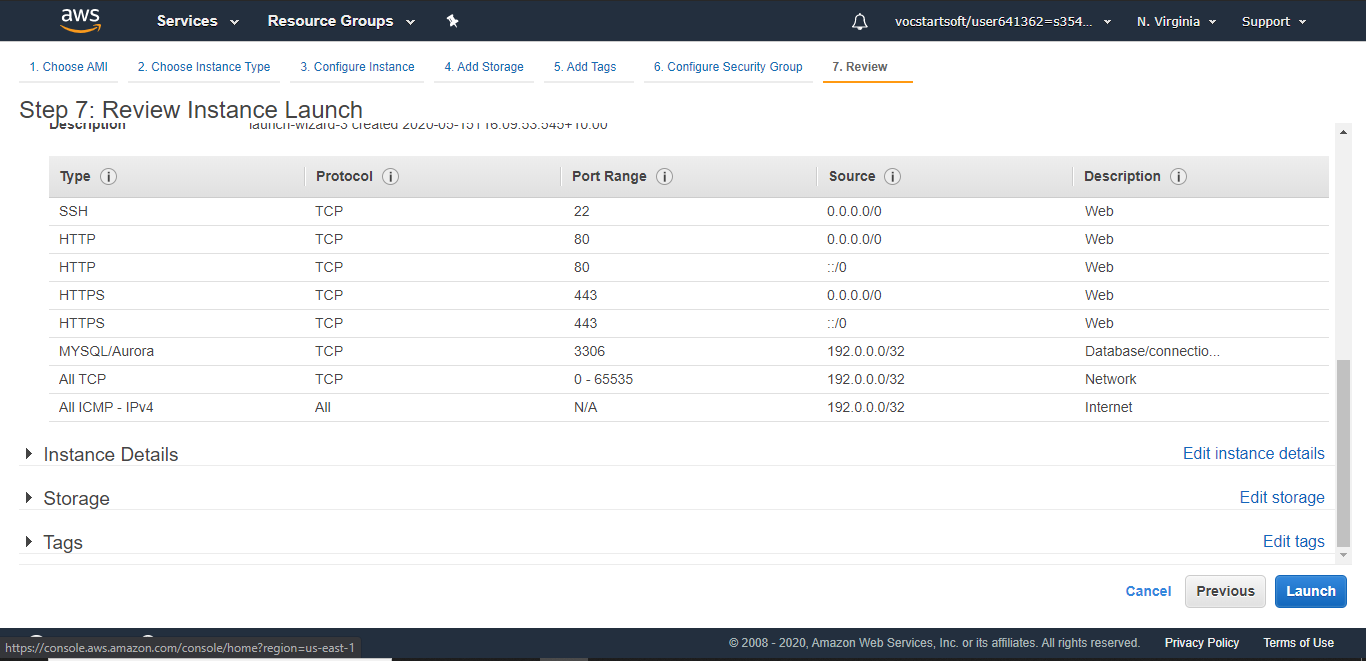 aws Services Resource Groups vocstartsoft/user641362=s354... N. Virginia Support
1. Choose AMI 2. Choose Instance Type 3. Configure Instance 4. Add Storage 5. Add Tags 6. Configure Security Group 7. Review
Step 7: Review Instance Launch
Description launch-wizard-3 created 2020-05-15T16:09:53.545+10:00
Type Protocol Port Range Source Description
SSH TCP 22 0.0.0.0/0 Web
HTTP TCP 80 0.0.0.0/0 Web
HTTP TCP 80 ::/0 Web
HTTPS TCP 443 0.0.0.0/0 Web
HTTPS TCP 443 ::/0 Web
MYSQL/Aurora TCP 3306 192.0.0.0/32 Database/connectio...
All TCP TCP 0 - 65535 192.0.0.0/32 Network
All ICMP - IPv4 All N/A 192.0.0.0/32 Internet
Instance Details Edit instance details
Storage Edit storage
Tags Edit tags
Cancel Previous Launch
© 2008 - 2020, Amazon Web Services, Inc. or its affiliates. All rights reserved. Privacy Policy Terms of Use
https://console.aws.amazon.com/console/home?region=us-east-1